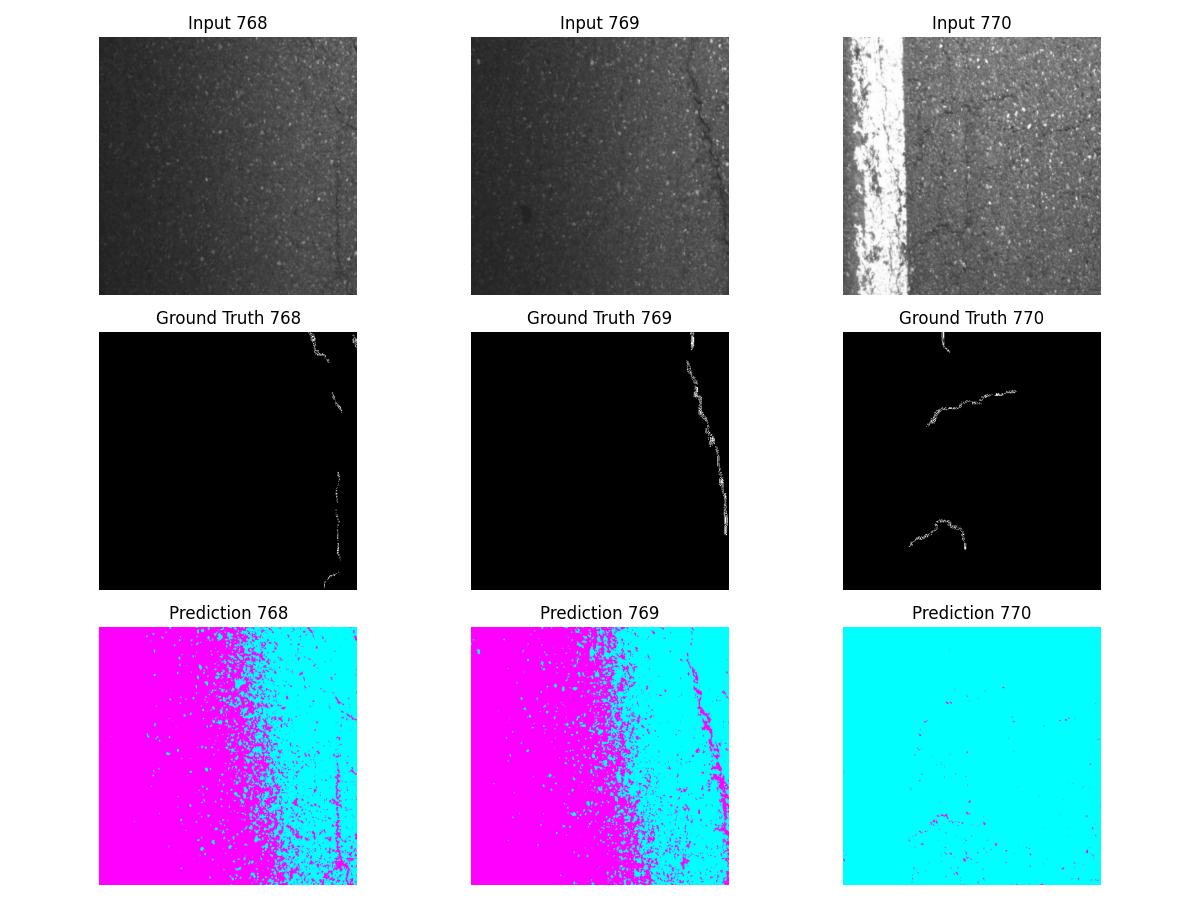 Input 768
Input 769
Input 770
Ground Truth 768
Ground Truth 769
Ground Truth 770
Prediction 768
Prediction 769
Prediction 770